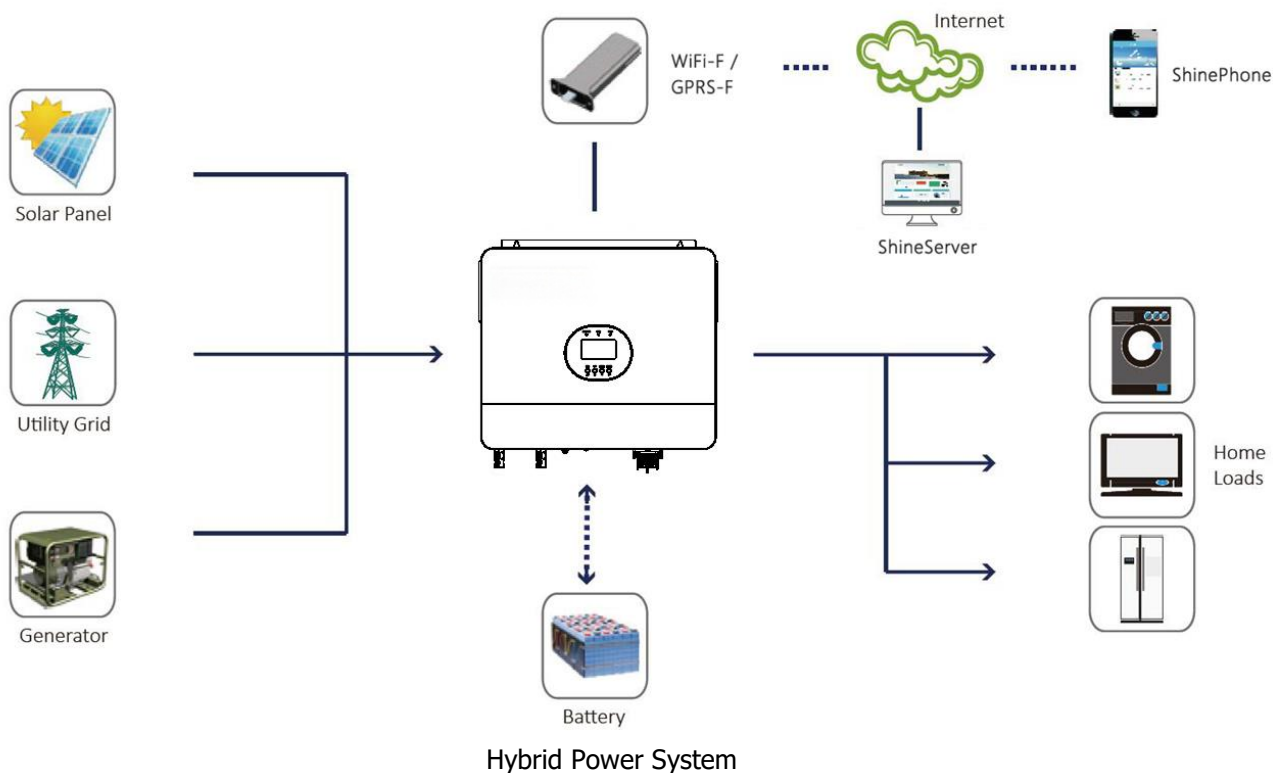 Internet
WiFi-F /
GPRS-F
ShinePhone
Solar Panel
ShineServer
Utility Grid
Home
Loads
Generator
Battery
Hybrid Power System